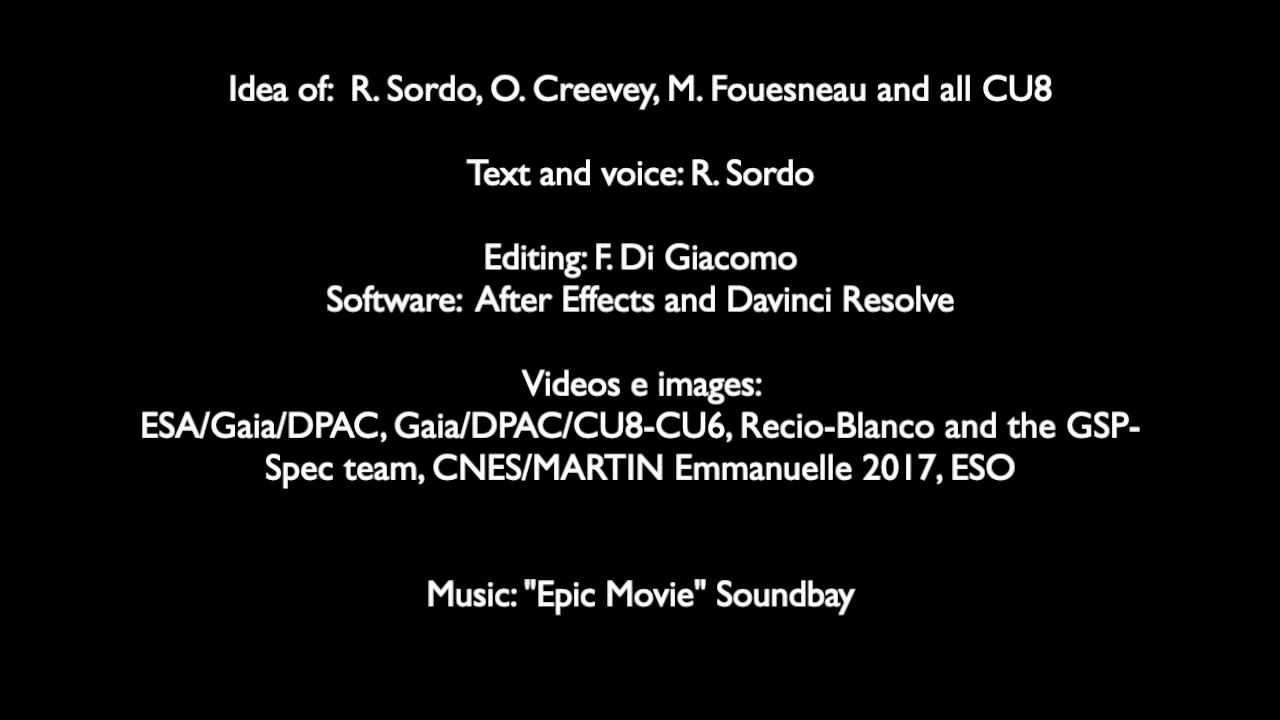 Idea of:  R. Sordo, O. Creevey, M. Fouesneau and all CU8
Text and voice: R. Sordo
Editing: F. Di Giacomo
Software:  After Effects and Davinci Resolve
Videos e images:
ESA/Gaia/DPAC, Gaia/DPAC/CU8-CU6, Recio-Blanco and the GSP-
Spec team, CNES/MARTIN Emmanuelle 2017, ESO
Music: "Epic Movie" Soundbay